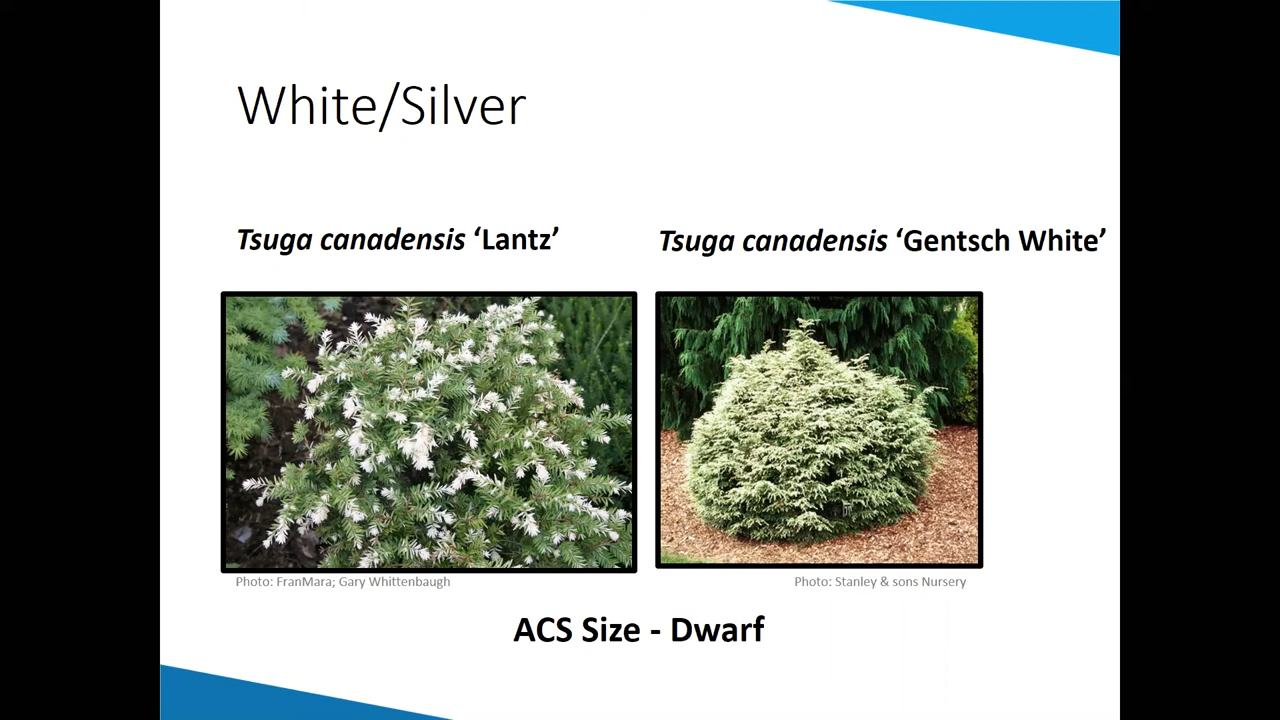 White/Silver
Tsuga canadensis ‘Lantz’
Tsuga canadensis ‘Gentsch White’
Photo: FranMara; Gary Whittenbaugh
Photo: Stanley & sons Nursery
ACS Size - Dwarf